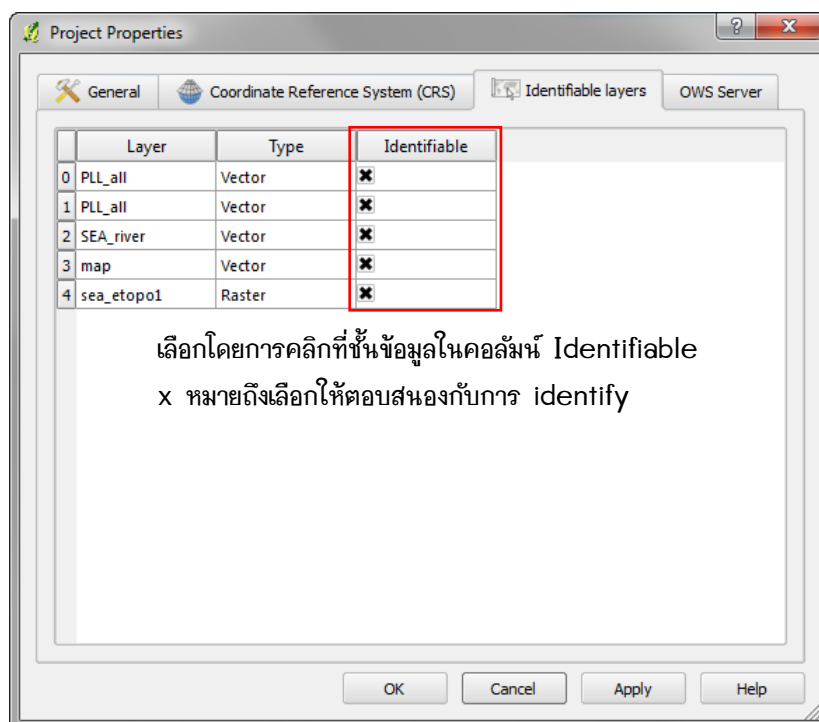 Project Properties
General
Coordinate Reference System (CRS)
Identifiable layers
OWS Server
Layer Type Identifiable
0 PLL_all Vector
1 PLL_all Vector
2 SEA_river Vector
3 map Vector
4 sea_etopo1 Raster
เลือกโดยการคลิกที่ชั้นข้อมูลในคอลัมน์ Identifiable
x หมายถึงเลือกให้ตอบสนองกับการ identify
OK Cancel Apply Help